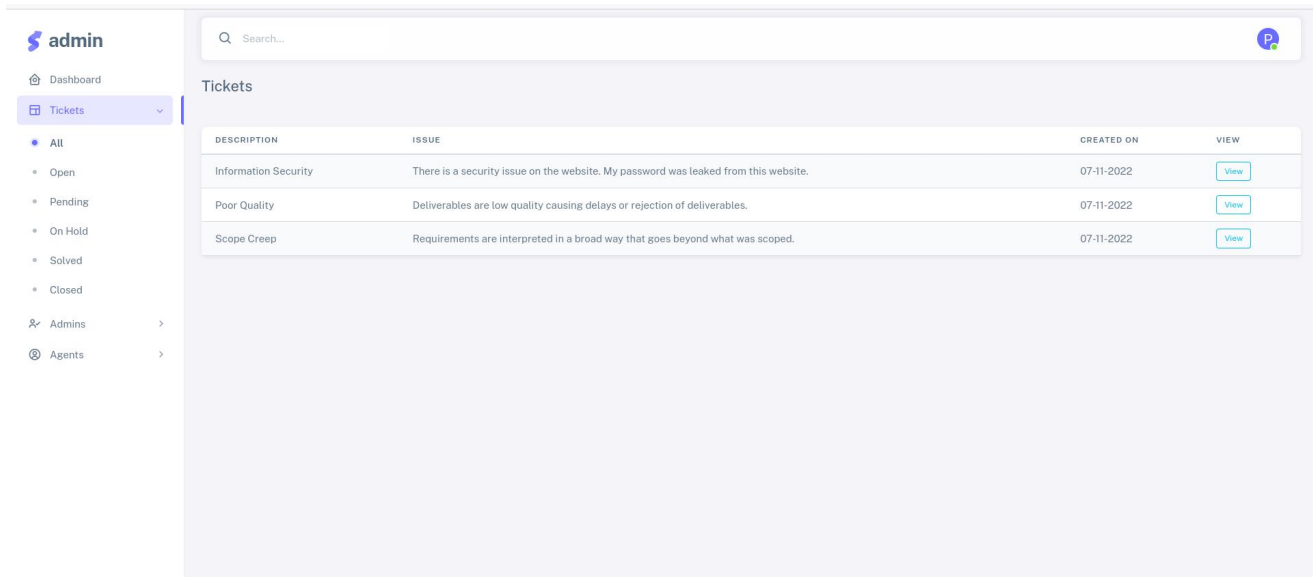 admin
Search...
P
Dashboard
Tickets
All
Open
Pending
On Hold
Solved
Closed
Admins
Agents
Tickets
DESCRIPTION ISSUE CREATED ON VIEW
Information Security There is a security issue on the website. My password was leaked from this website. 07-11-2022 View
Poor Quality Deliverables are low quality causing delays or rejection of deliverables. 07-11-2022 View
Scope Creep Requirements are interpreted in a broad way that goes beyond what was scoped. 07-11-2022 View